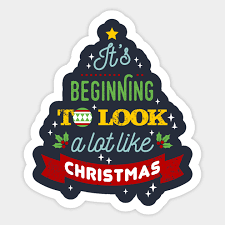 It's
BEGINNING
TO LOOK
a lot like
CHRISTMAS